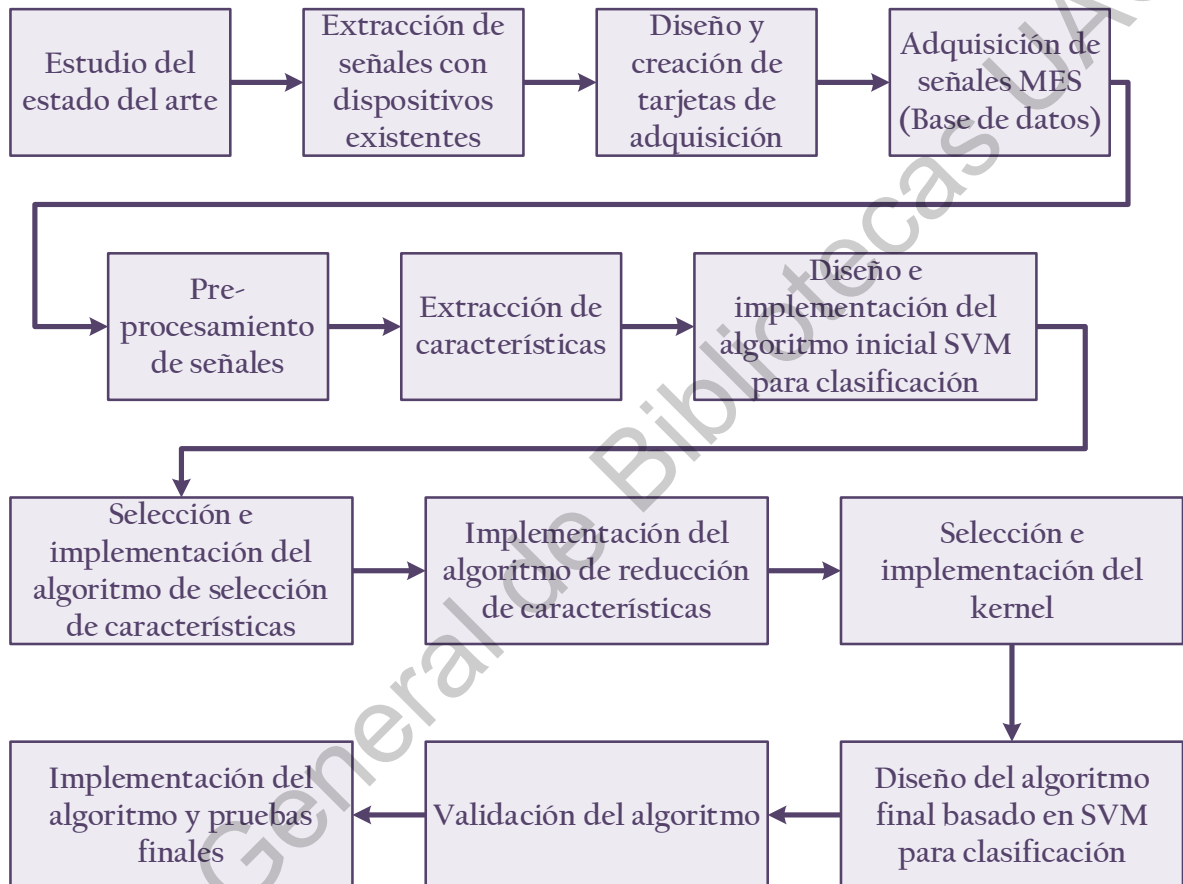 Estudio del
estado del arte
Extracción de
señales con
dispositivos
existentes
Diseño y
creación de
tarjetas de
adquisición
Adquisición de
señales MES
(Base de datos)
Pre-
procesamiento
de señales
Extracción de
características
Diseño e
implementación del
algoritmo inicial SVM
para clasificación
Selección e
implementación del
algoritmo de selección
de características
Implementación del
algoritmo de reducción
de características
Selección e
implementación del
kernel
Diseño del algoritmo
final basado en SVM
para clasificación
Validación del algoritmo
Implementación del
algoritmo y pruebas
finales
General de Bibliotecas